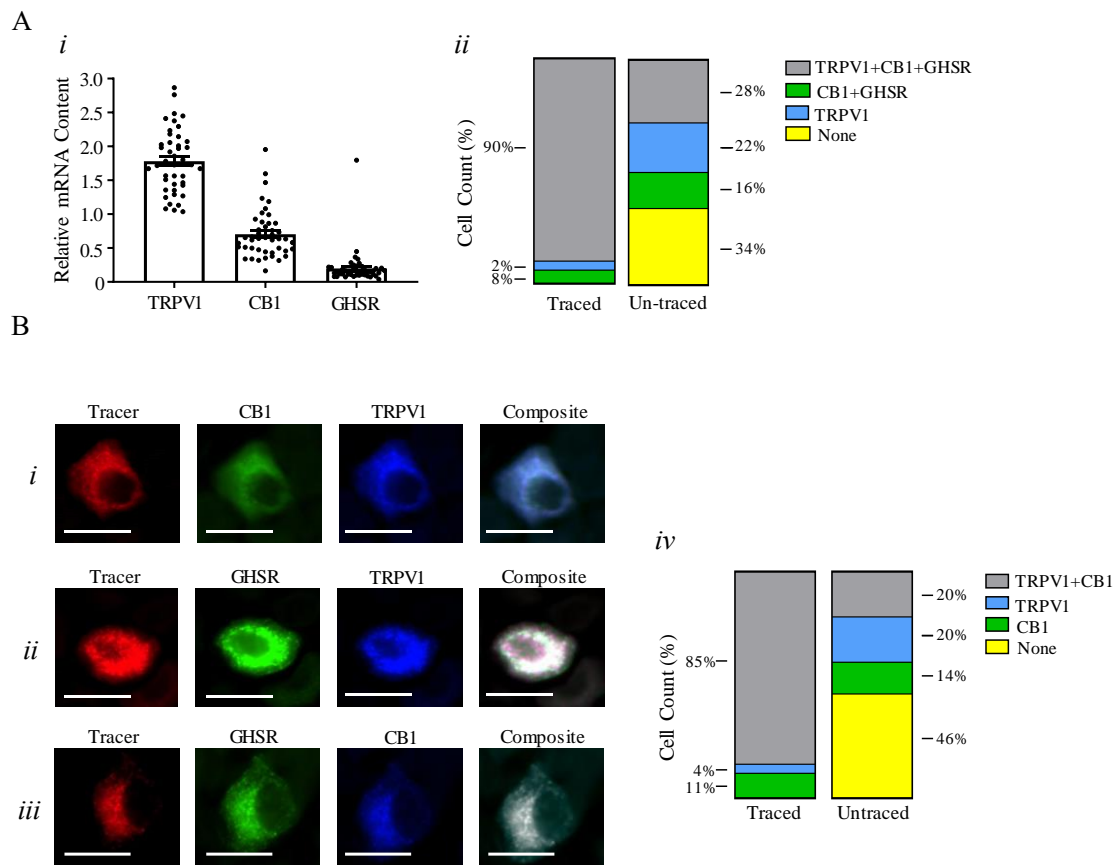 A
i
Relative mRNA Content
3.0
2.5
2.0
1.5
1.0
0.5
0
TRPV1
CB1
GHSR
ii
Cell Count (%)
90%
2%
8%
28%
22%
16%
34%
Traced
Un-traced
TRPV1+CB1+GHSR
CB1+GHSR
TRPV1
None
B
Tracer CB1 TRPV1 Composite
i
Tracer GHSR TRPV1 Composite
ii
Tracer GHSR CB1 Composite
iii
iv
Cell Count (%)
85%
4%
11%
20%
20%
14%
46%
Traced
Untraced
TRPV1+CB1
TRPV1
CB1
None